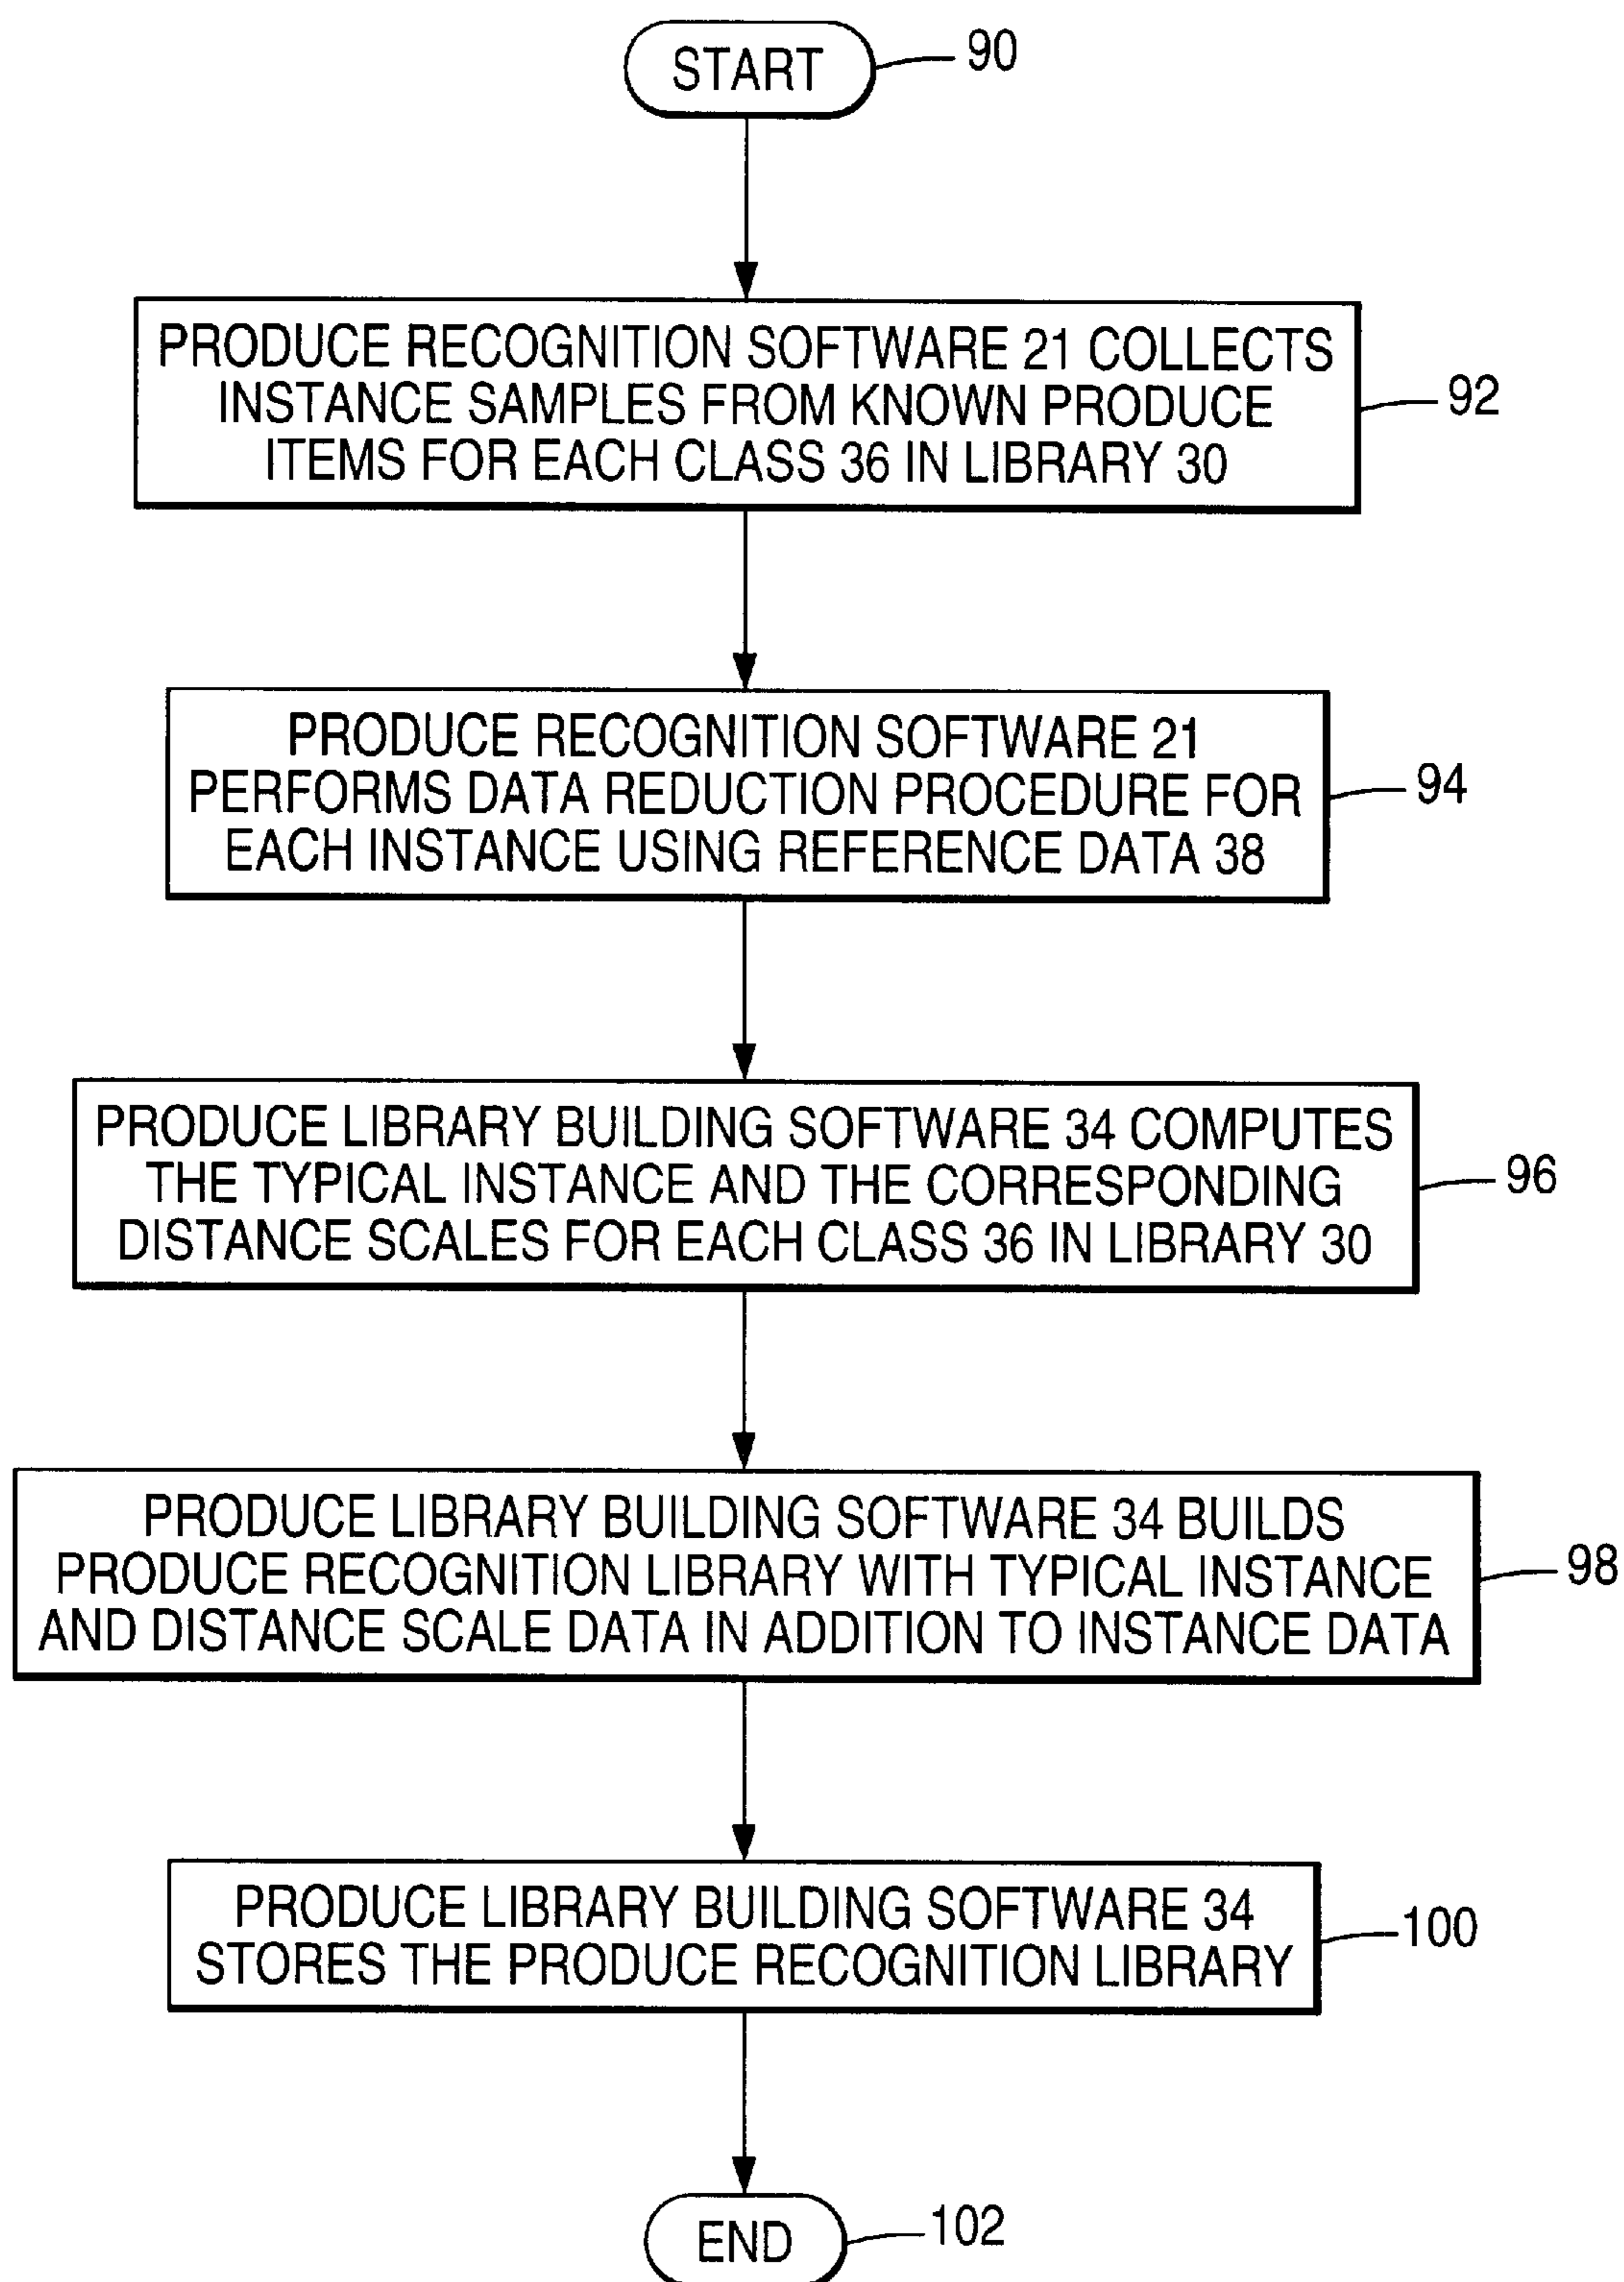 START
90
PRODUCE RECOGNITION SOFTWARE 21 COLLECTS
INSTANCE SAMPLES FROM KNOWN PRODUCE
ITEMS FOR EACH CLASS 36 IN LIBRARY 30
92
PRODUCE RECOGNITION SOFTWARE 21
PERFORMS DATA REDUCTION PROCEDURE FOR
EACH INSTANCE USING REFERENCE DATA 38
94
PRODUCE LIBRARY BUILDING SOFTWARE 34 COMPUTES
THE TYPICAL INSTANCE AND THE CORRESPONDING
DISTANCE SCALES FOR EACH CLASS 36 IN LIBRARY 30
96
PRODUCE LIBRARY BUILDING SOFTWARE 34 BUILDS
PRODUCE RECOGNITION LIBRARY WITH TYPICAL INSTANCE
AND DISTANCE SCALE DATA IN ADDITION TO INSTANCE DATA
98
PRODUCE LIBRARY BUILDING SOFTWARE 34
STORES THE PRODUCE RECOGNITION LIBRARY
100
END
102